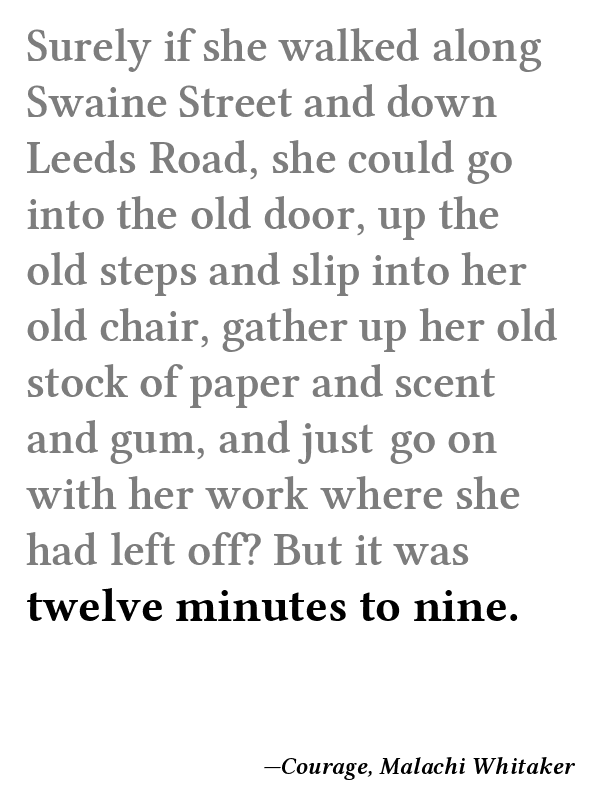 Surely if she walked along
Swaine Street and down
Leeds Road, she could go
into the old door, up the
old steps and slip into her
old chair, gather up her old
stock of paper and scent
and gum, and just go on
with her work where she
had left off? But it was
twelve minutes to nine.
—Courage, Malachi Whitaker